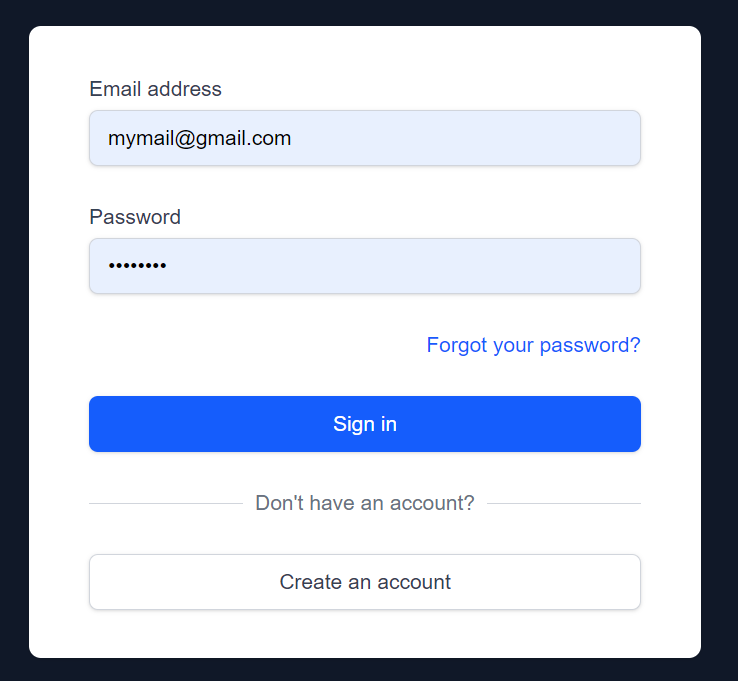 Email address
mymail@gmail.com
Password
••••••••
Forgot your password?
Sign in
Don't have an account?
Create an account